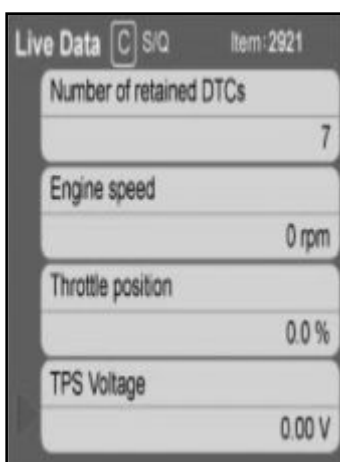 Live Data C S/Q Item:2921
Number of retained DTCs
7
Engine speed
0 rpm
Throttle position
0.0 %
TPS Voltage
0.00 V